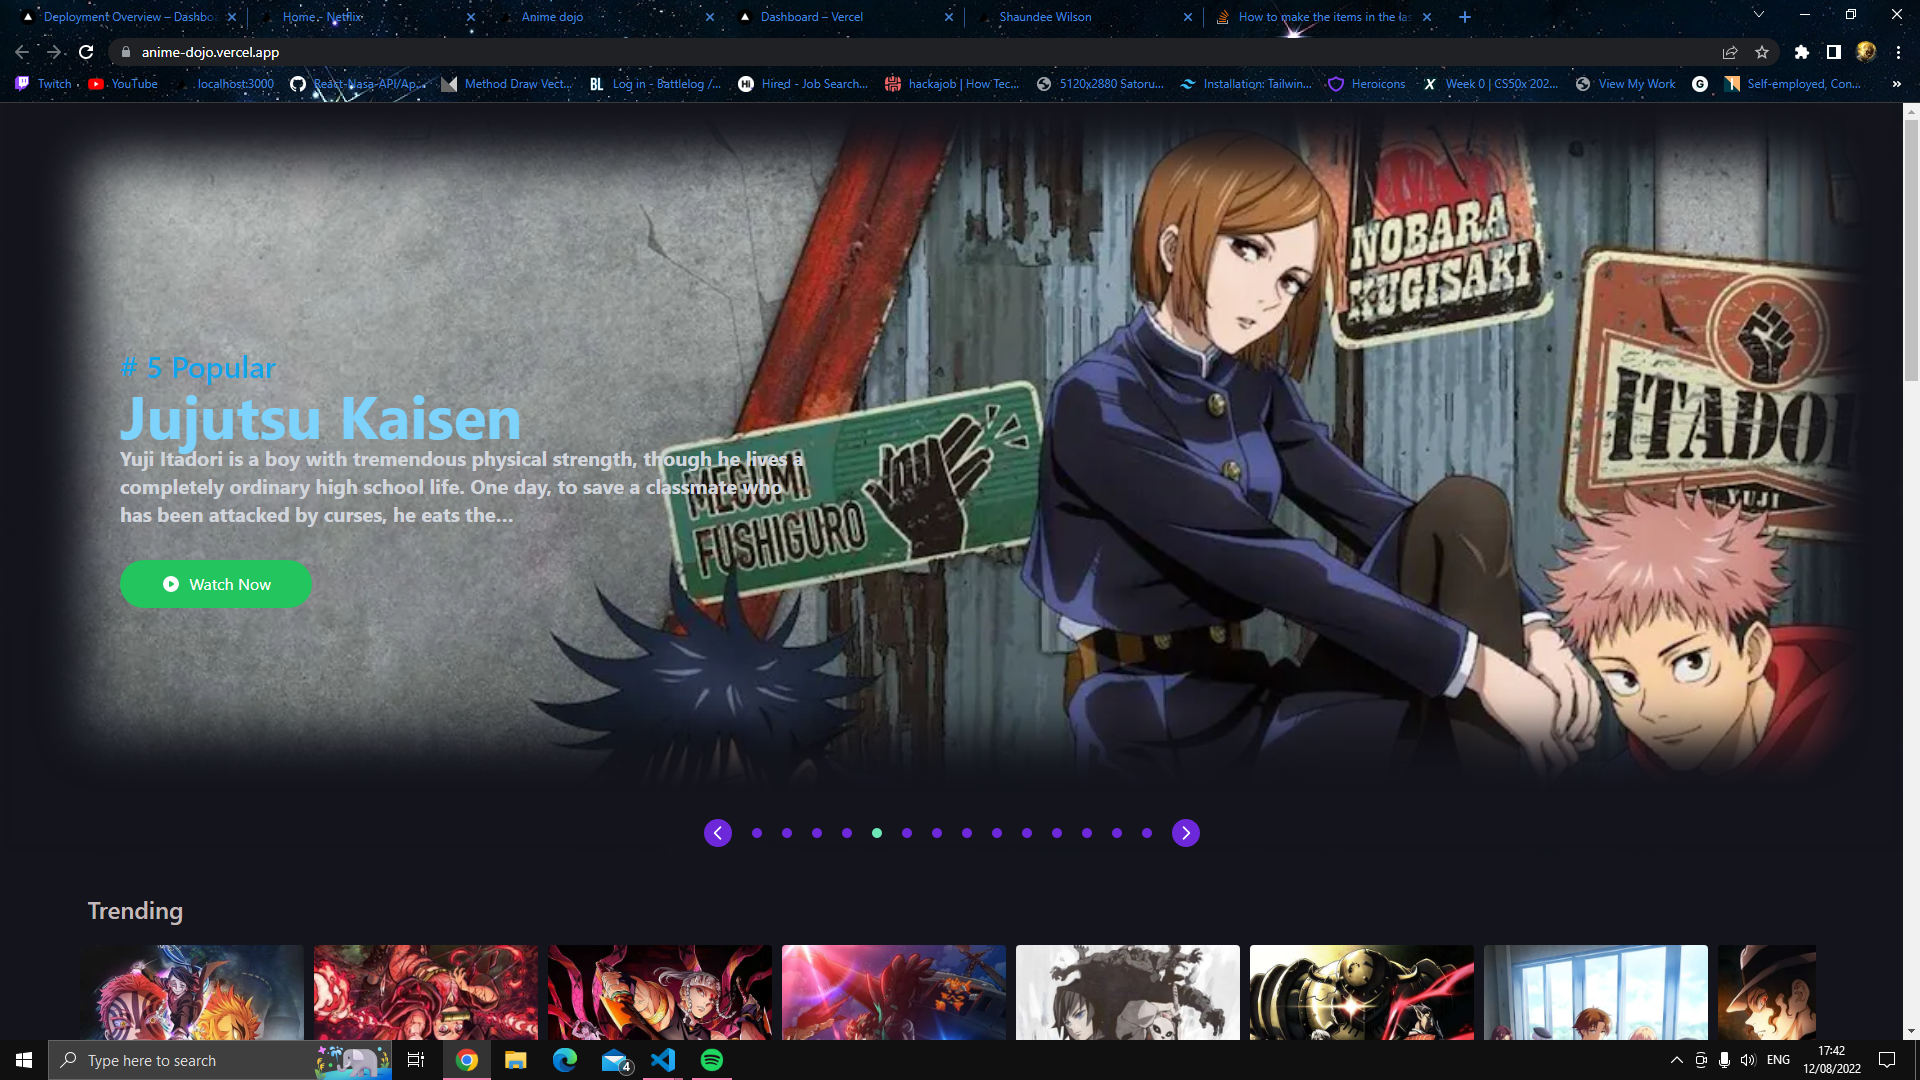 Deployment Overview – Dashbo
Home - Netflix
Anime dojo
Dashboard – Vercel
Shaundee Wilson
How to make the items in the las
anime-dojo.vercel.app
Twitch
YouTube
localhost:3000
React-Nasa-API/Ap...
Method Draw Vect...
BL Log in - Battlelog /...
Hi Hired - Job Search...
hackajob | How Tec...
5120x2880 Satoru...
Installation: Tailwin...
Heroicons
X Week 0 | CS50x 202...
View My Work
G
Self-employed, Con...
»
NOBARA
KUGISAKI
ITADOR
YUJI
MEGUMI
FUSHIGURO
# 5 Popular
Jujutsu Kaisen
Yuji Itadori is a boy with tremendous physical strength, though he lives a
completely ordinary high school life. One day, to save a classmate who
has been attacked by curses, he eats the...
Watch Now
Trending
Type here to search
4
ENG
17:42
12/08/2022